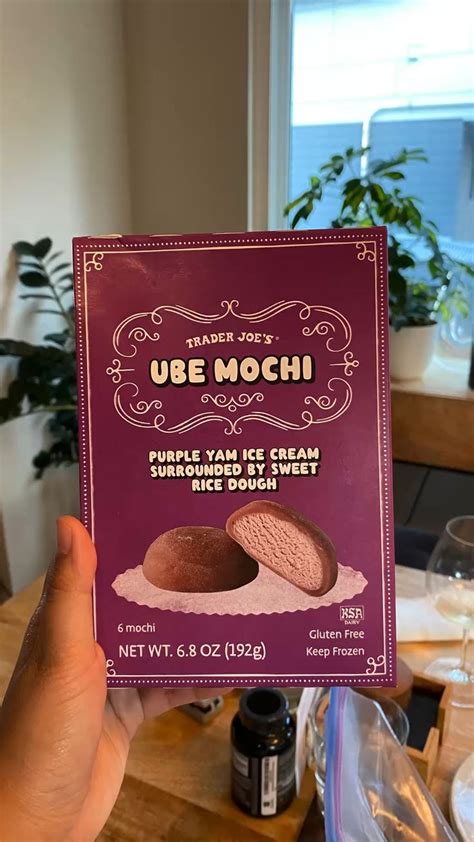 TRADER JOE'S®
UBE MOCHI
PURPLE YAM ICE CREAM
SURROUNDED BY SWEET
RICE DOUGH
6 mochi
NET WT. 6.8 OZ (192g)
KSA
DAIRY
Gluten Free
Keep Frozen